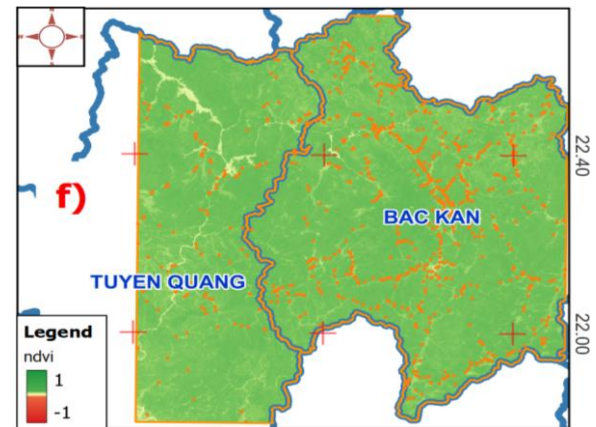 22.40
f)
BAC KAN
TUYEN QUANG
Legend
ndvi
1
-1
22.00